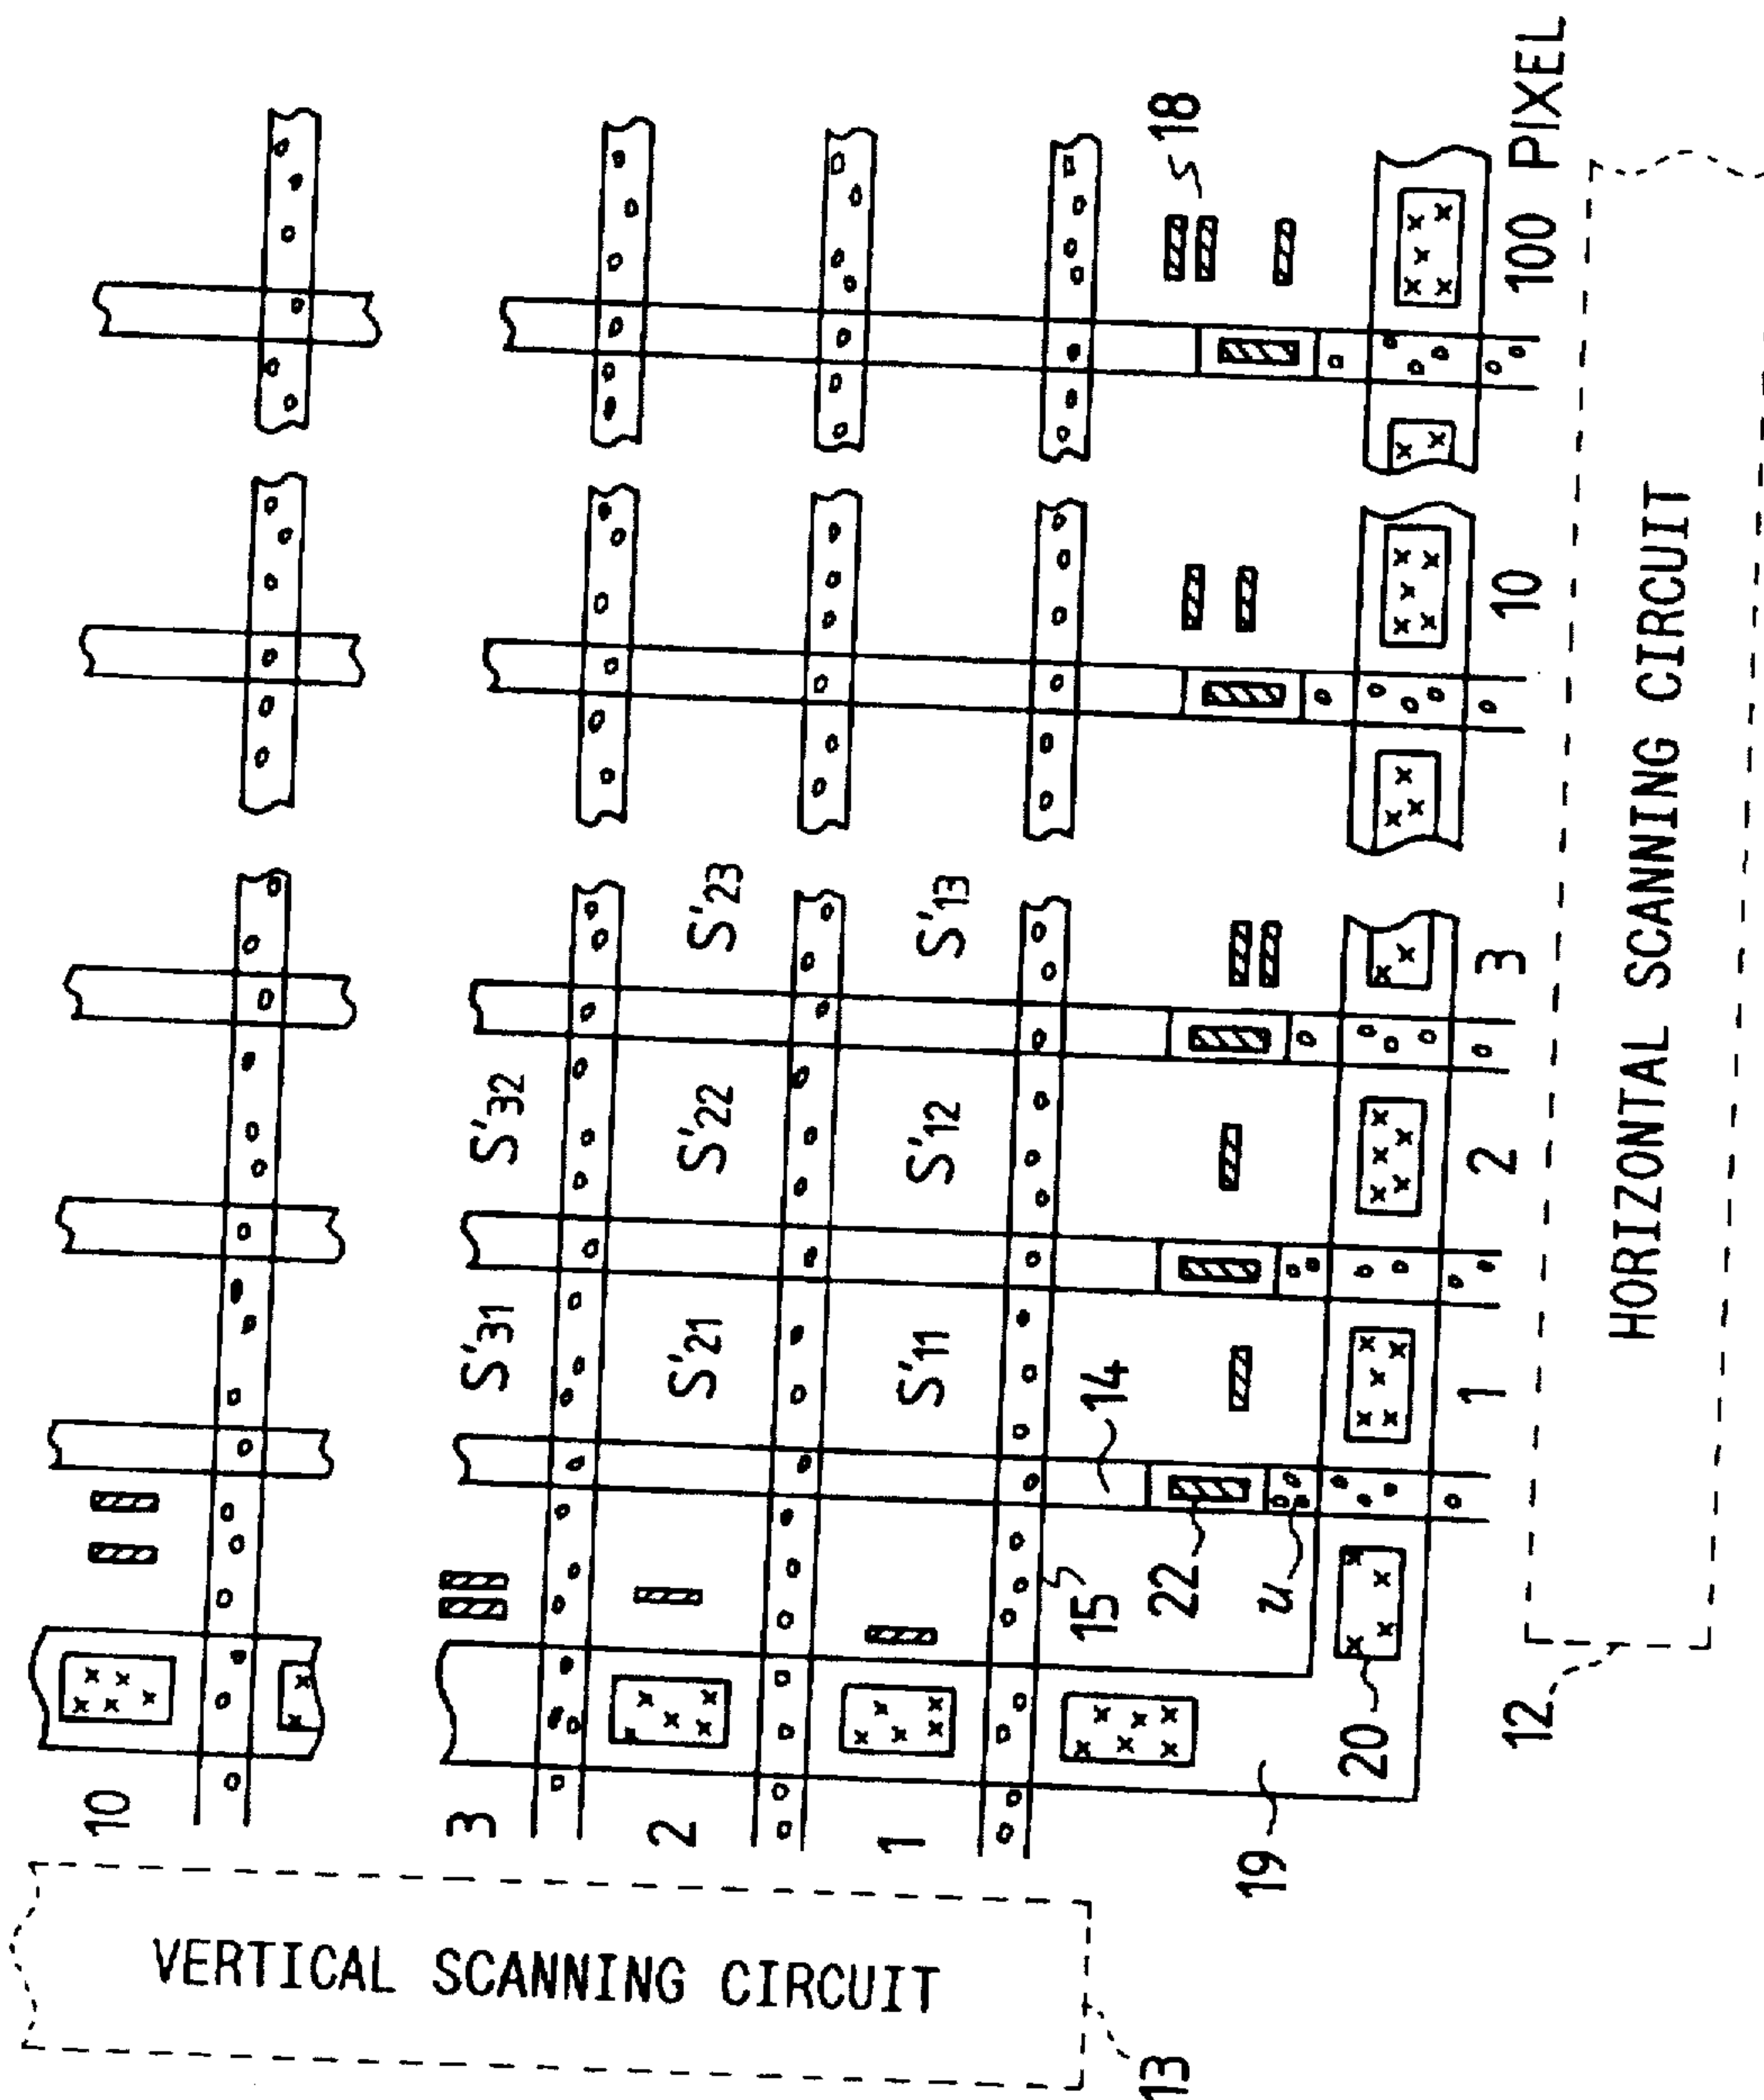 10
3
2
1
S'31
S'32
S'21
S'22
S'23
S'11
S'12
S'13
18
14
15
22
u
19
20
1
2
3
10
100 PIXEL
12
13
VERTICAL SCANNING CIRCUIT
HORIZONTAL SCANNING CIRCUIT